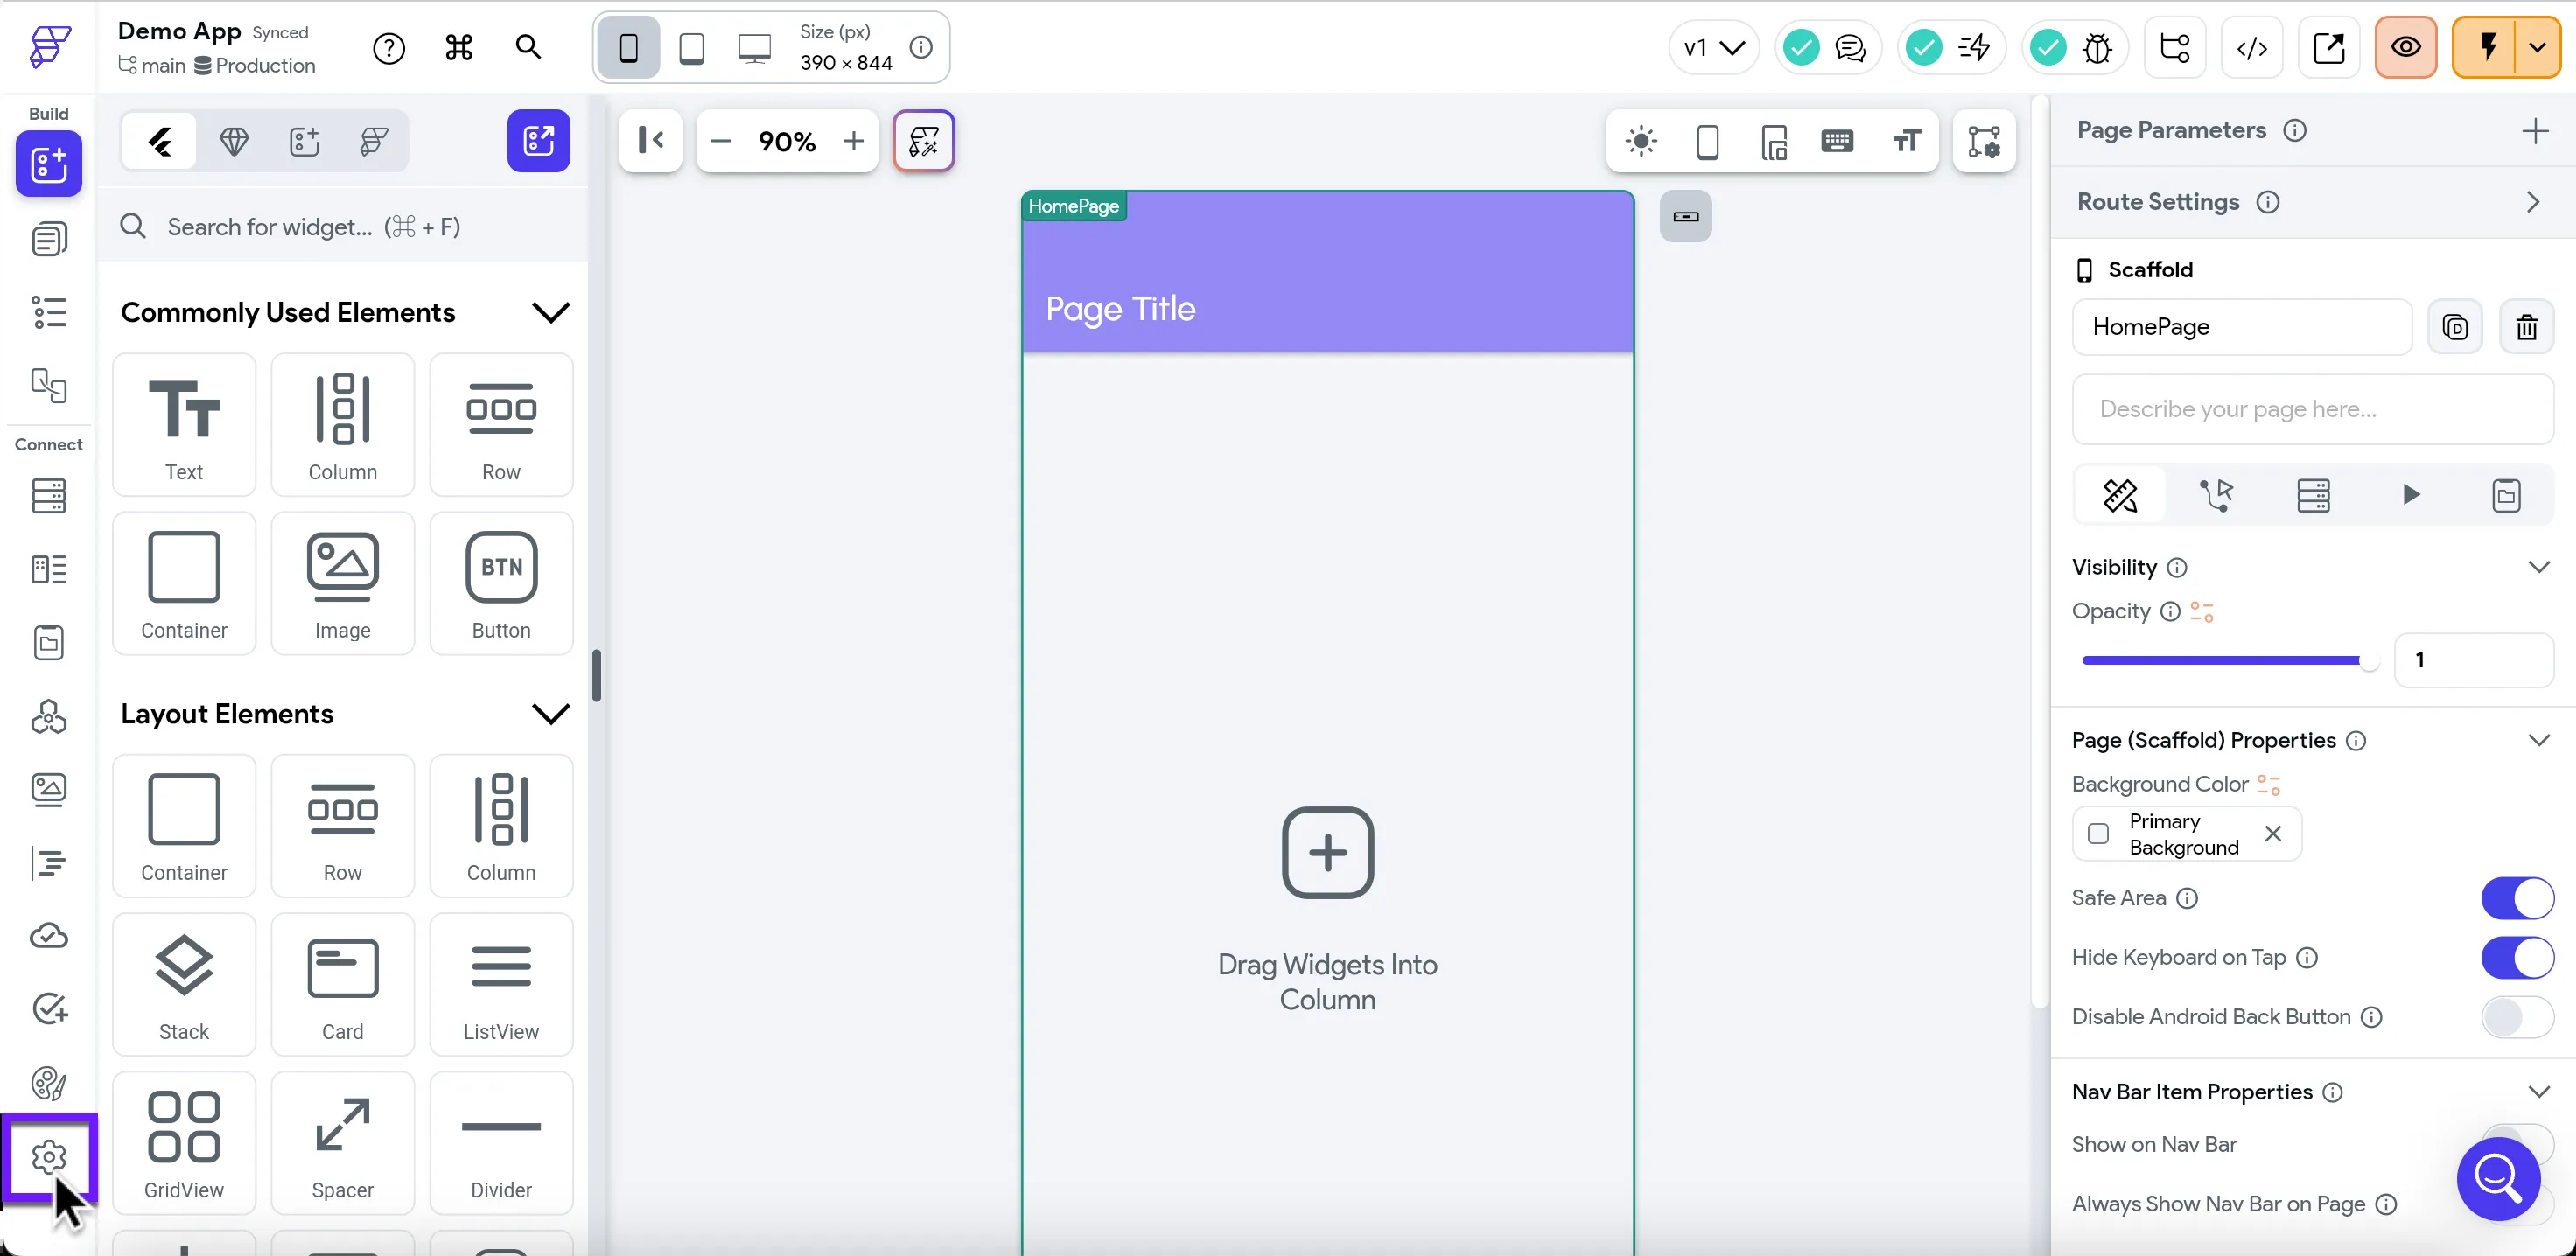 Demo App Synced
main Production
Size (px)
390 × 844
v1
Build
Connect
Search for widget... (⌘ + F)
Commonly Used Elements
Text
Column
Row
Container
Image
BTN
Button
Layout Elements
Container
Row
Column
Stack
Card
ListView
GridView
Spacer
Divider
90%
HomePage
Page Title
Drag Widgets Into
Column
Page Parameters
Route Settings
Scaffold
HomePage
Describe your page here...
Visibility
Opacity
1
Page (Scaffold) Properties
Background Color
Primary
Background
Safe Area
Hide Keyboard on Tap
Disable Android Back Button
Nav Bar Item Properties
Show on Nav Bar
Always Show Nav Bar on Page